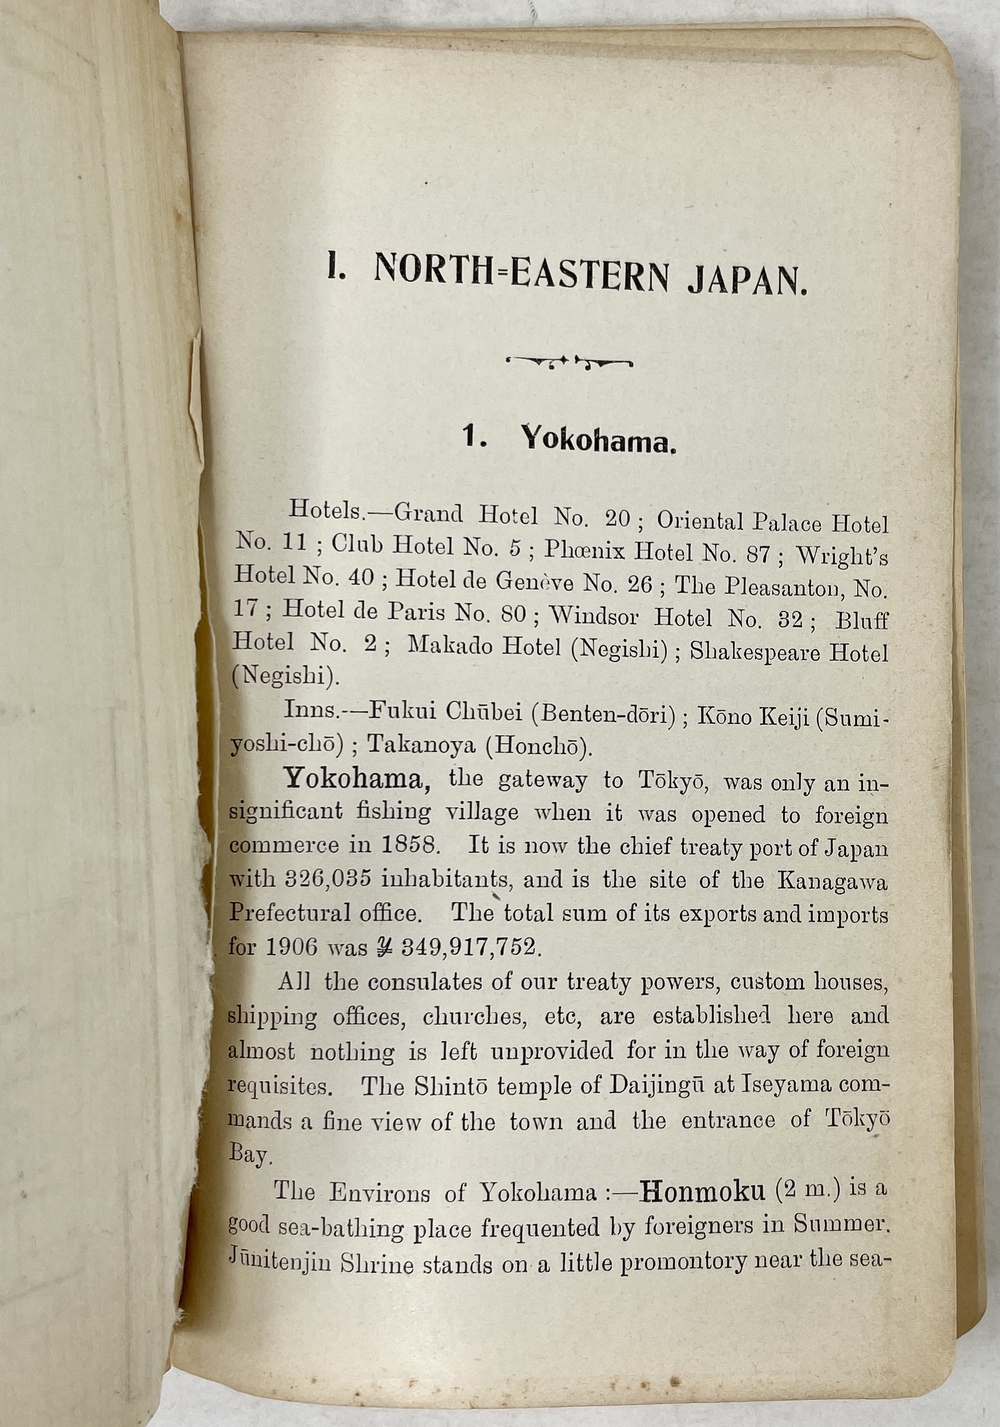 I. NORTH=EASTERN JAPAN.
1. Yokohama.
Hotels.—Grand Hotel No. 20 ; Oriental Palace Hotel
No. 11 ; Club Hotel No. 5 ; Phœnix Hotel No. 87 ; Wright's
Hotel No. 40 ; Hotel de Genève No. 26 ; The Pleasanton, No.
17 ; Hotel de Paris No. 80 ; Windsor Hotel No. 32 ; Bluff
Hotel No. 2 ; Makado Hotel (Negishi) ; Shakespeare Hotel
(Negishi).
Inns.—Fukui Chūbei (Benten-dōri) ; Kōno Keiji (Sumi-
yoshi-chō) ; Takanoya (Honchō).
Yokohama, the gateway to Tōkyō, was only an in-
significant fishing village when it was opened to foreign
commerce in 1858. It is now the chief treaty port of Japan
with 326,035 inhabitants, and is the site of the Kanagawa
Prefectural office. The total sum of its exports and imports
for 1906 was ¥ 349,917,752.
All the consulates of our treaty powers, custom houses,
shipping offices, churches, etc, are established here and
almost nothing is left unprovided for in the way of foreign
requisites. The Shintō temple of Daijingū at Iseyama com-
mands a fine view of the town and the entrance of Tōkyō
Bay.
The Environs of Yokohama :—Honmoku (2 m.) is a
good sea-bathing place frequented by foreigners in Summer.
Jūnitenjin Shrine stands on a little promontory near the sea-